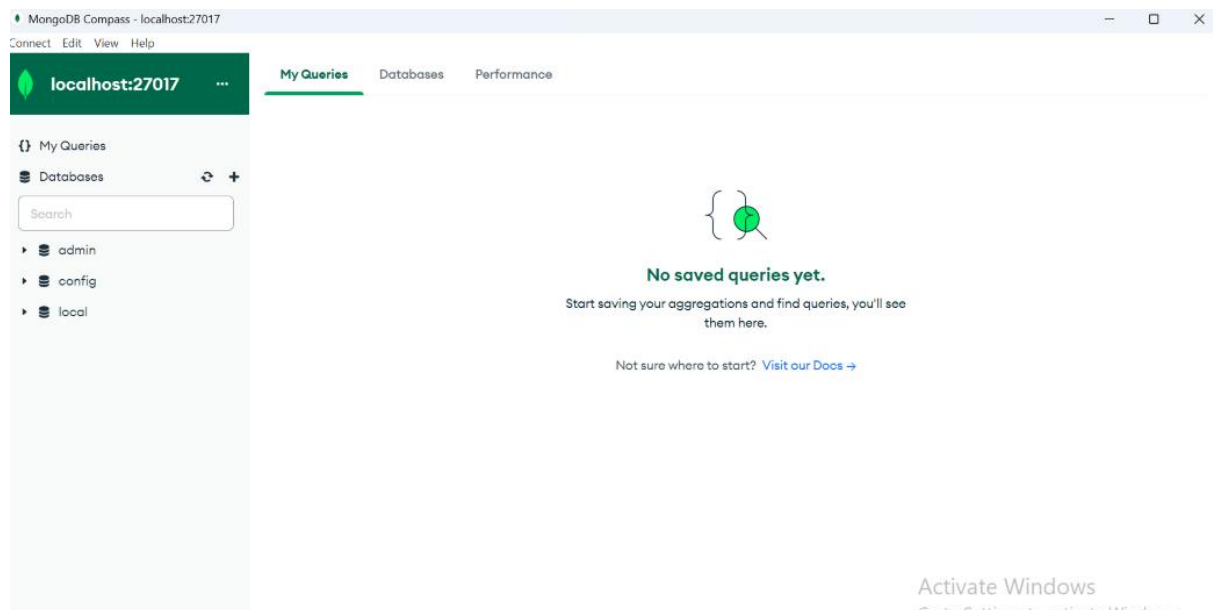 MongoDB Compass - localhost:27017
Connect Edit View Help
localhost:27017 ...
My Queries Databases Performance
{} My Queries
Databases
Search
admin
config
local
No saved queries yet.
Start saving your aggregations and find queries, you'll see
them here.
Not sure where to start? Visit our Docs →
Activate Windows